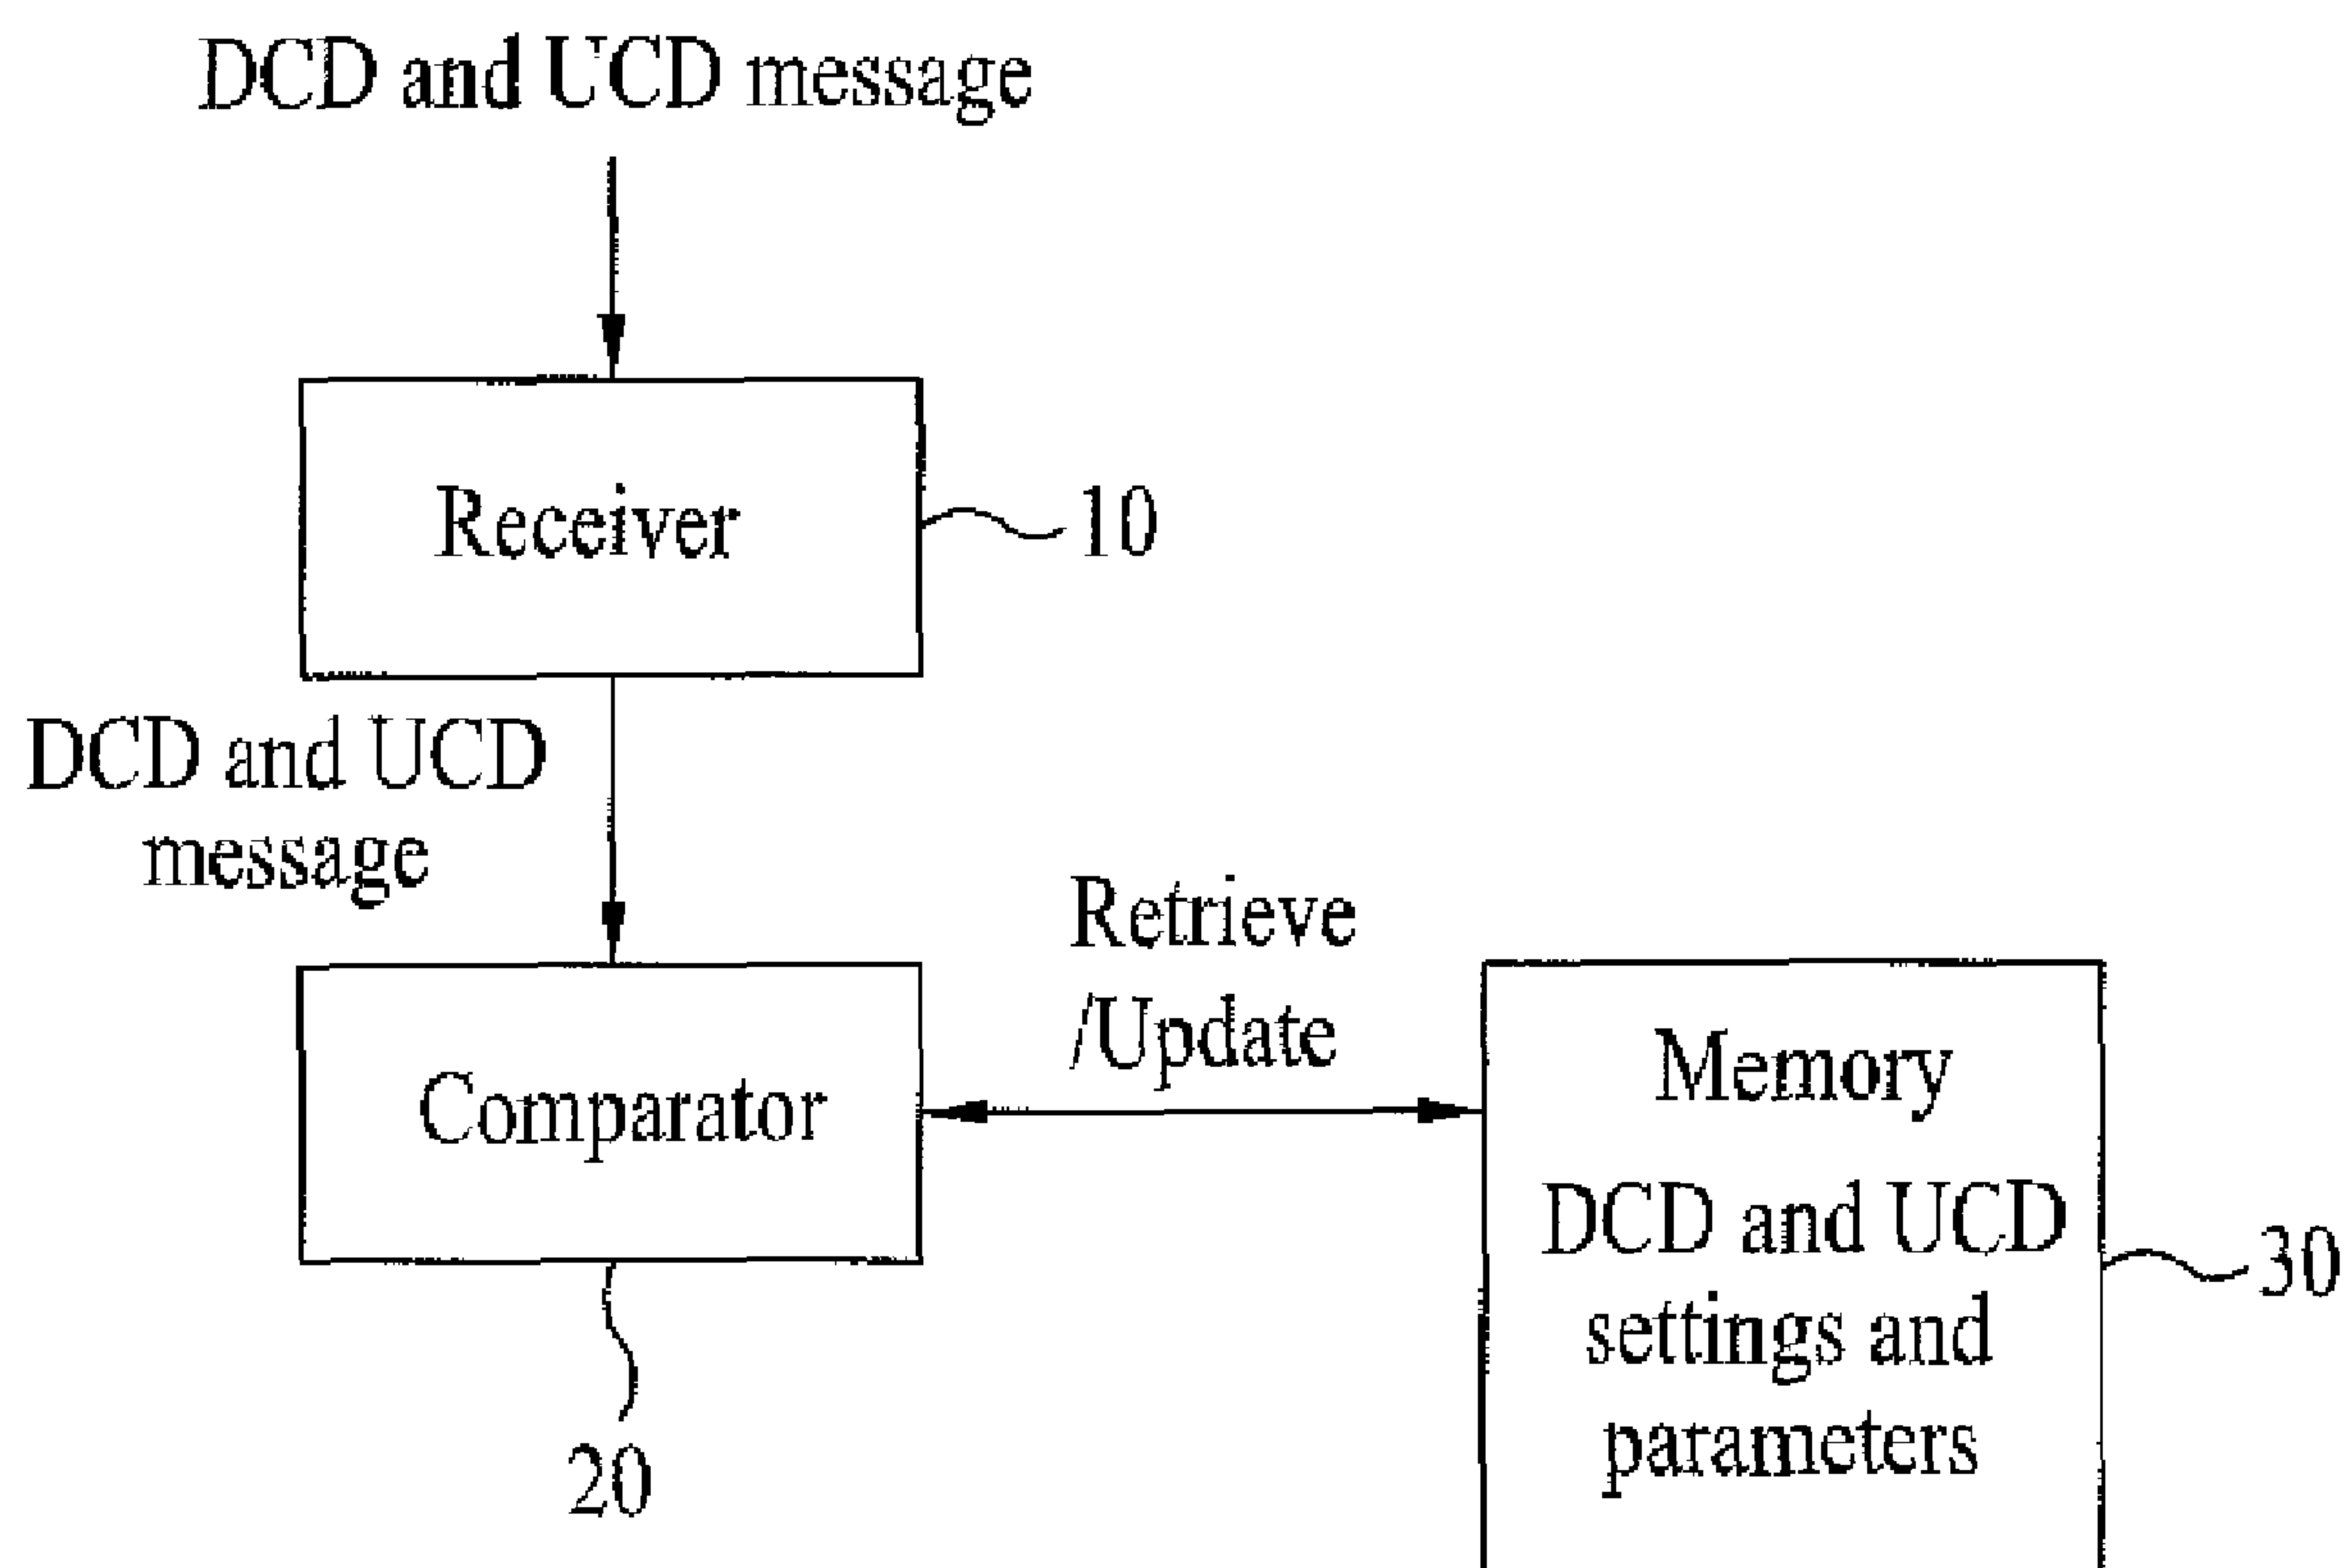 DCD and UCD message
Receiver
10
DCD and UCD
message
Retrieve
/Update
Comparator
20
Memory
DCD and UCD
settings and
parameters
30